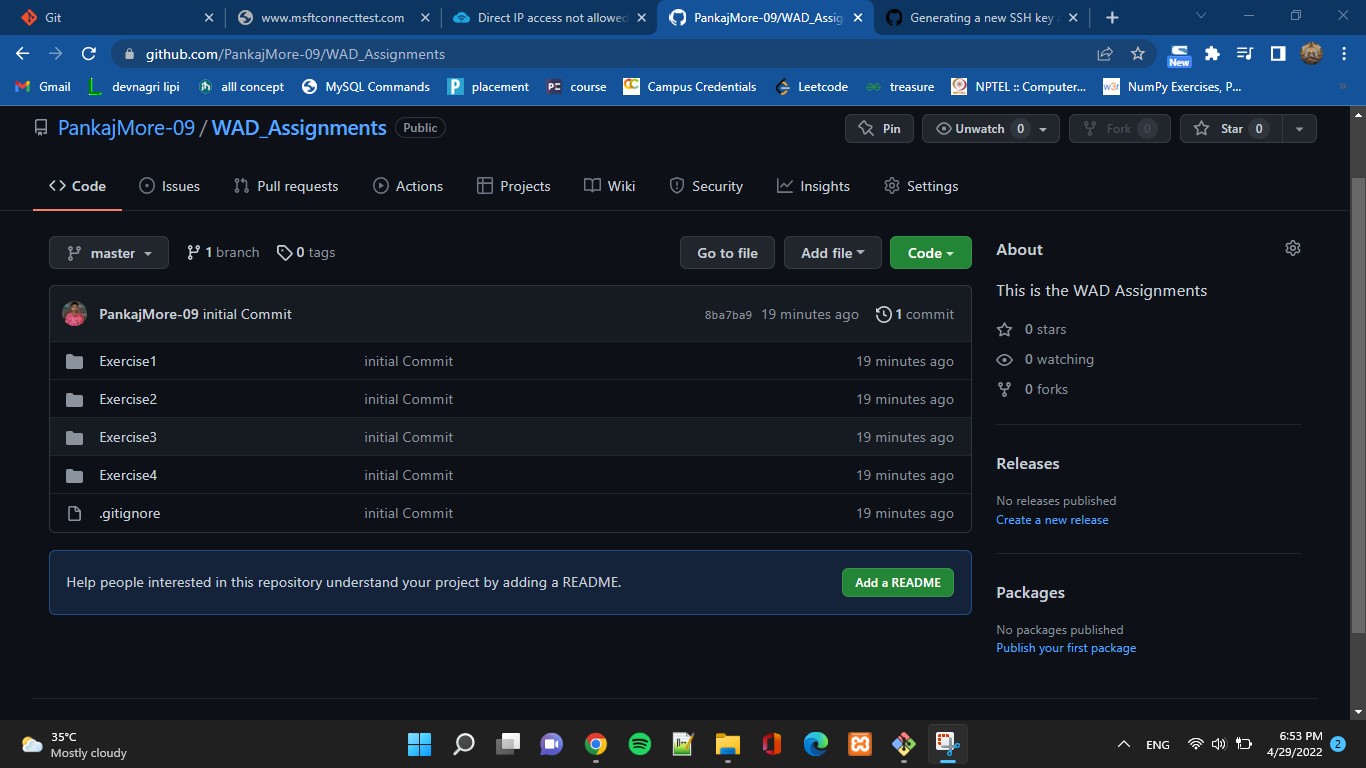 Git
www.msftconnecttest.com
Direct IP access not allowed
PankajMore-09/WAD_Assig
Generating a new SSH key
github.com/PankajMore-09/WAD_Assignments
New
Gmail
devnagri lipi
alll concept
MySQL Commands
placement
course
Campus Credentials
Leetcode
treasure
NPTEL :: Computer...
NumPy Exercises, P...
PankajMore-09 / WAD_Assignments Public
Pin
Unwatch 0
Fork 0
Star 0
Code
Issues
Pull requests
Actions
Projects
Wiki
Security
Insights
Settings
master
1 branch
0 tags
Go to file
Add file
Code
About
This is the WAD Assignments
PankajMore-09 initial Commit 8ba7ba9 19 minutes ago 1 commit
Exercise1 initial Commit 19 minutes ago
Exercise2 initial Commit 19 minutes ago
Exercise3 initial Commit 19 minutes ago
Exercise4 initial Commit 19 minutes ago
.gitignore initial Commit 19 minutes ago
0 stars
0 watching
0 forks
Releases
No releases published
Create a new release
Help people interested in this repository understand your project by adding a README.
Add a README
Packages
No packages published
Publish your first package
35°C
Mostly cloudy
ENG
6:53 PM
4/29/2022
2